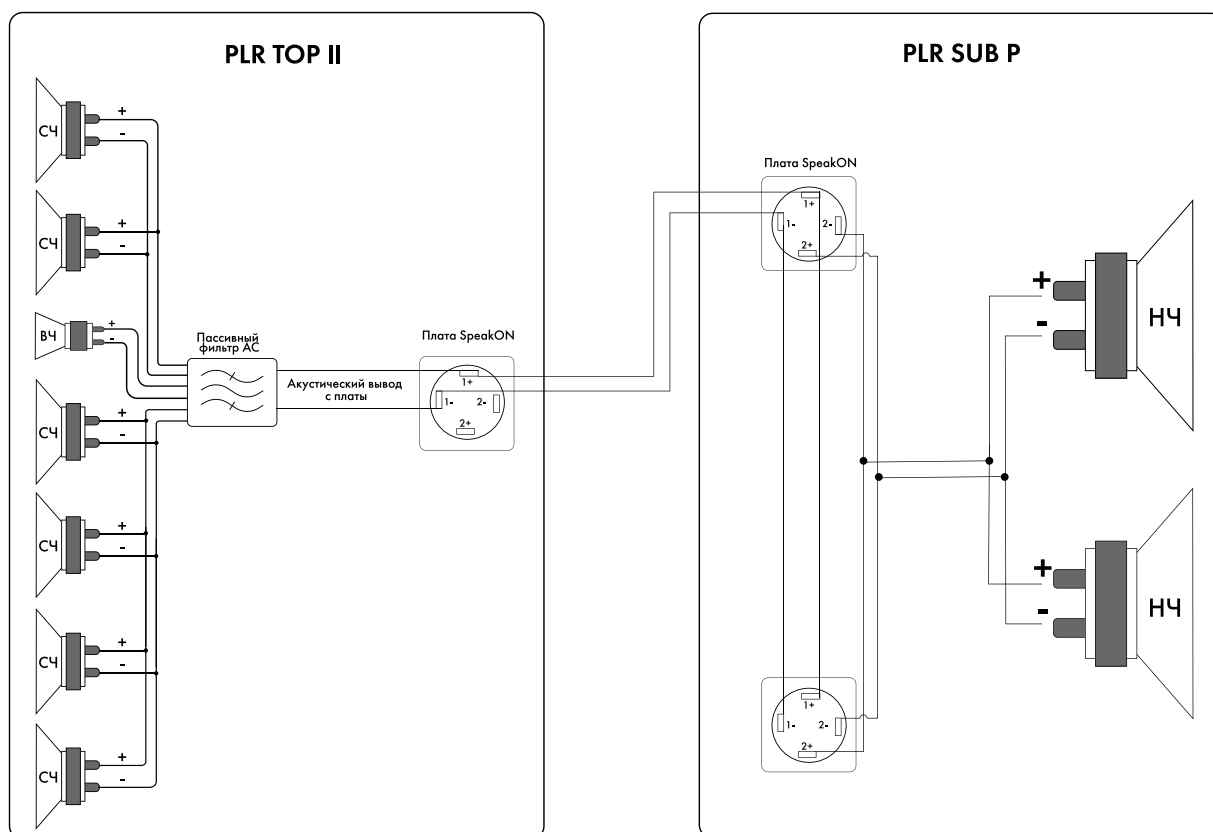 PLR TOP II
СЧ
+
-
СЧ
+
-
ВЧ
+
-
СЧ
+
-
СЧ
+
-
СЧ
+
-
СЧ
+
-
Пассивный
фильтр АС
Акустический вывод
с платы
Плата SpeakON
1+
1-
2-
2+
PLR SUB P
Плата SpeakON
1+
1-
2-
2+
1+
1-
2-
2+
+
-
НЧ
+
-
НЧ